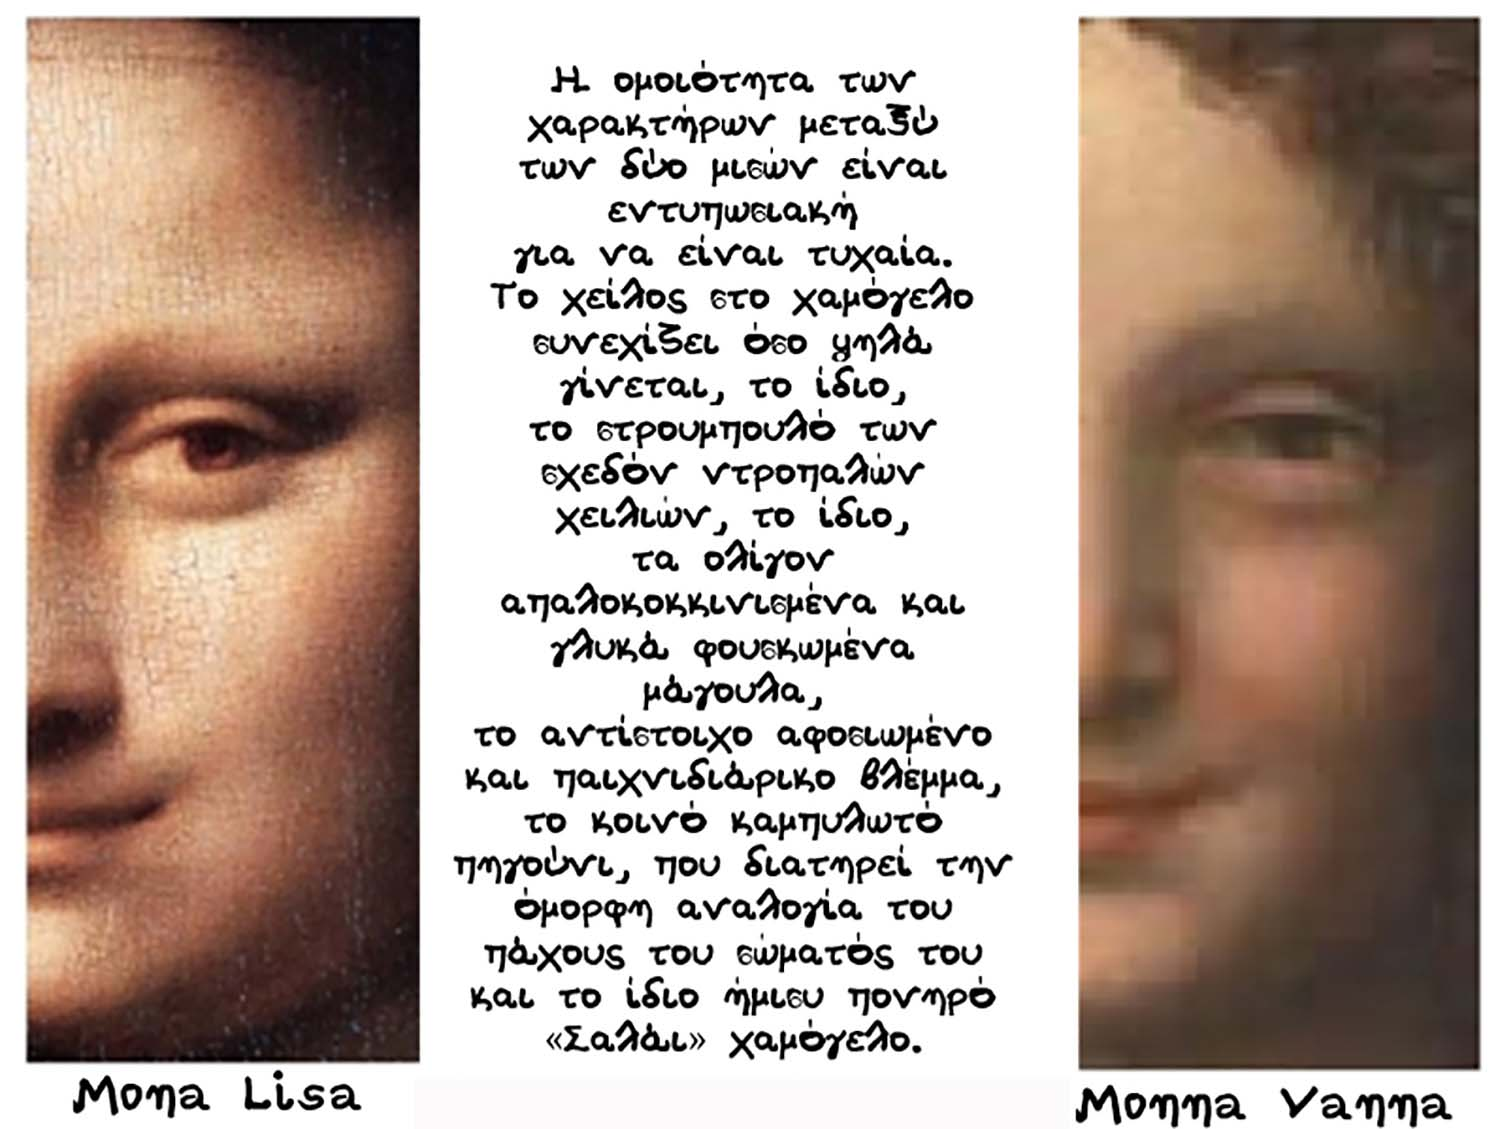 Η ομοιότητα των
χαρακτήρων μεταξύ
των δύο μισών είναι
εντυπωσιακή
για να είναι τυχαία.
Το χείλος στο χαμόγελο
συνεχίζει όσο ψηλά
γίνεται, το ίδιο,
το στρουμπουλό των
σχεδόν ντροπαλών
χειλιών, το ίδιο,
τα ολίγον
απαλοκοκκινισμένα και
γλυκά φουσκωμένα
μάγουλα,
το αντίστοιχο αφοσιωμένο
και παιχνιδιάρικο βλέμμα,
το κοινό καμπυλωτό
πηγούνι, που διατηρεί την
όμορφη αναλογία του
πάχους του σώματός του
και το ίδιο ήμισυ πονηρό
«Σαλάι» χαμόγελο.
Mona Lisa
Monna Vanna